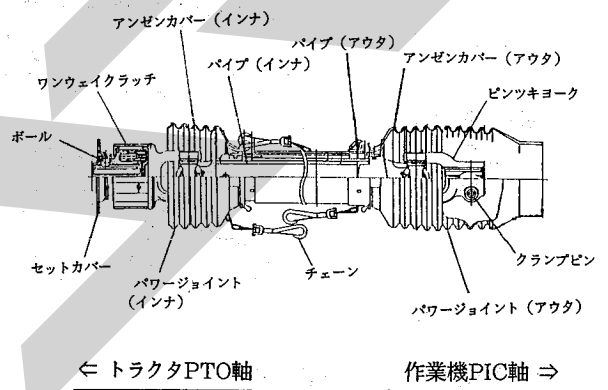 アンゼンカバー（インナ）
パイプ（アウタ）
パイプ（インナ）
アンゼンカバー（アウタ）
ワンウェイクラッチ
ピンツキヨーク
ボール
セットカバー
パワージョイント
（インナ）
チェーン
クランプピン
パワージョイント（アウタ）
⇐ トラクタPTO軸
作業機PIC軸 ⇒